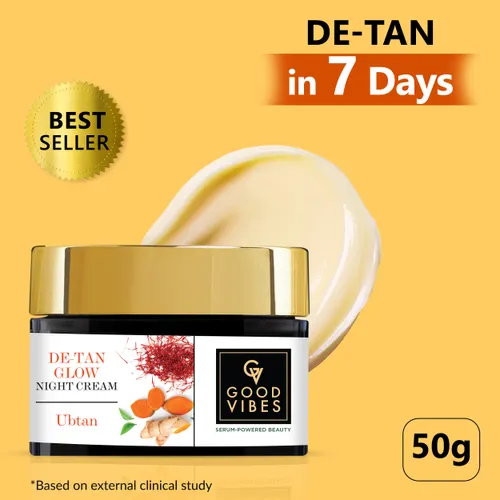 DE-TAN
in 7 Days
BEST
SELLER
DE-TAN
GLOW
NIGHT CREAM
Ubtan
GV
GOOD
VIBES
SERUM-POWERED BEAUTY
50g
*Based on external clinical study